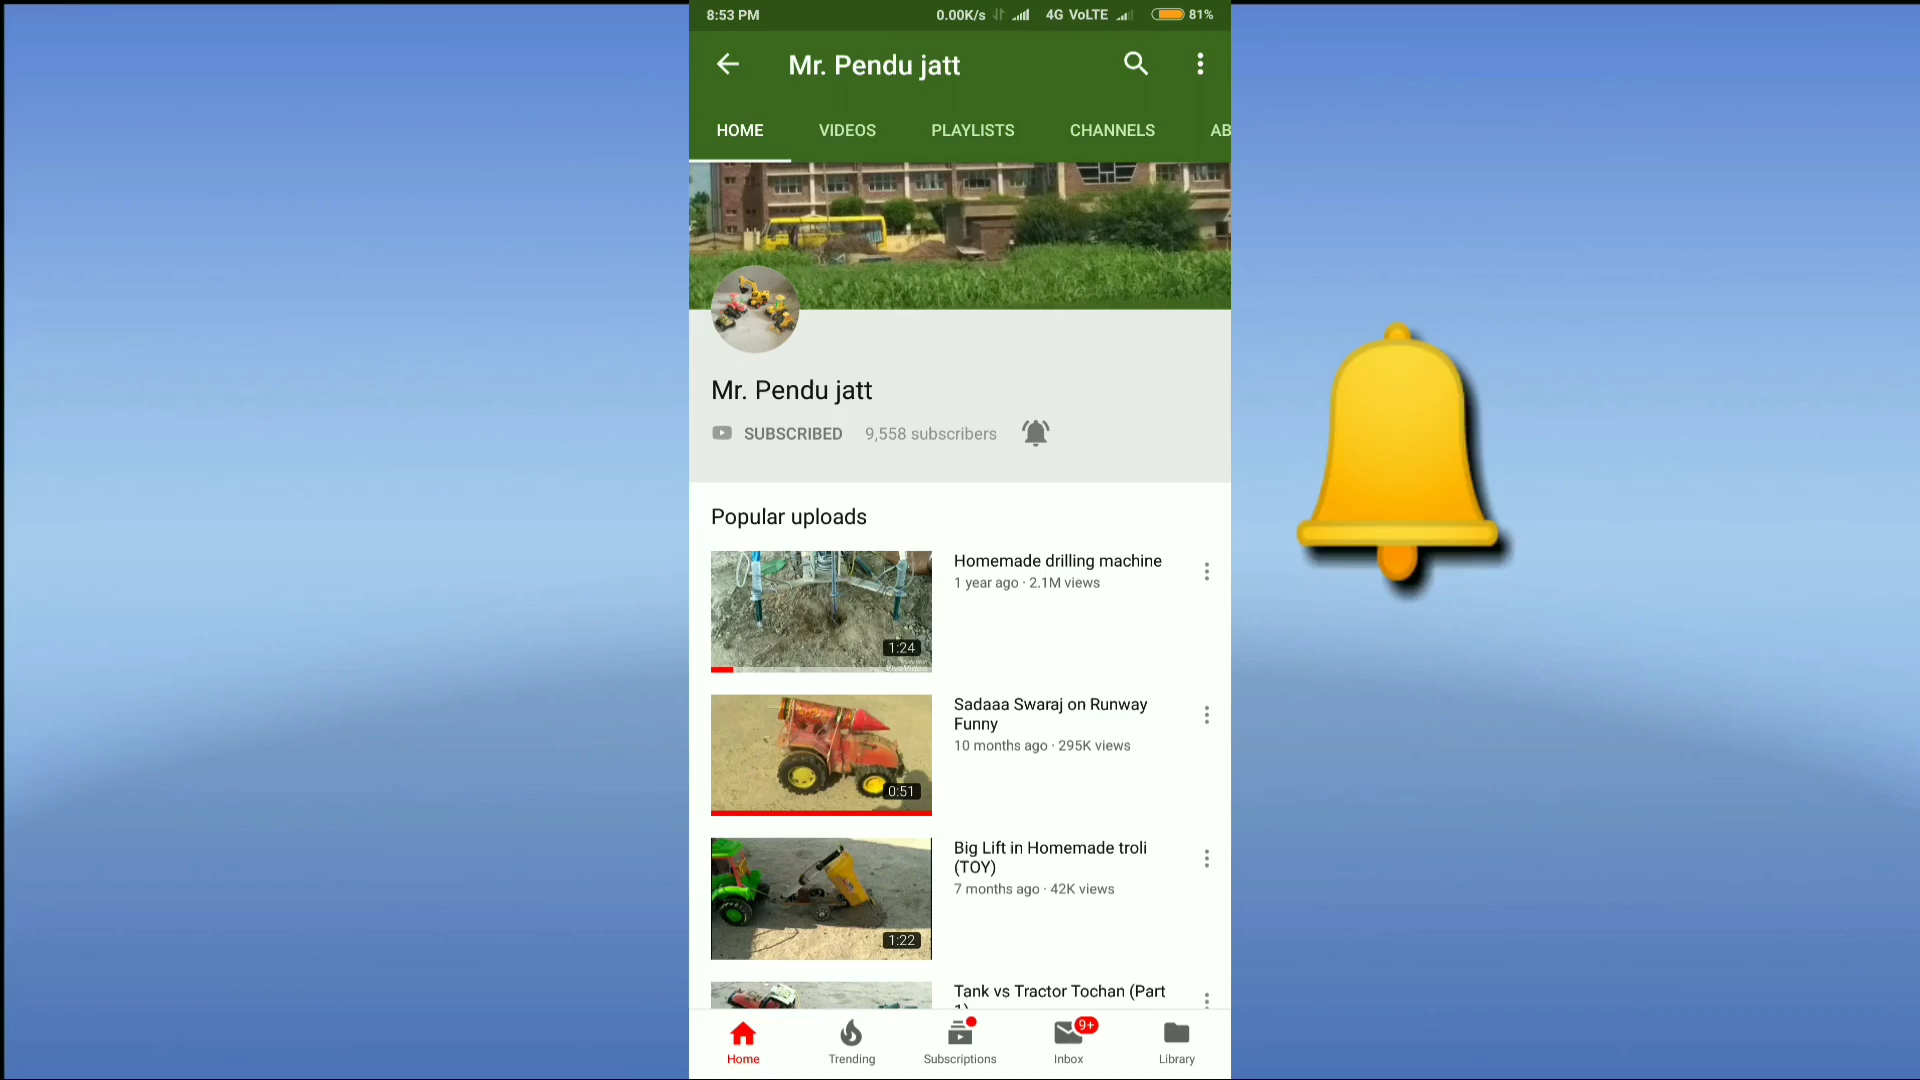 8:53 PM
0.00K/s 4G VoLTE 81%
Mr. Pendu jatt
HOME VIDEOS PLAYLISTS CHANNELS AB
Mr. Pendu jatt
SUBSCRIBED 9,558 subscribers
Popular uploads
Homemade drilling machine
1 year ago · 2.1M views
1:24
Sadaaa Swaraj on Runway
Funny
10 months ago · 295K views
0:51
Big Lift in Homemade troli
(TOY)
7 months ago · 42K views
1:22
Tank vs Tractor Tochan (Part
9+
Home Trending Subscriptions Inbox Library